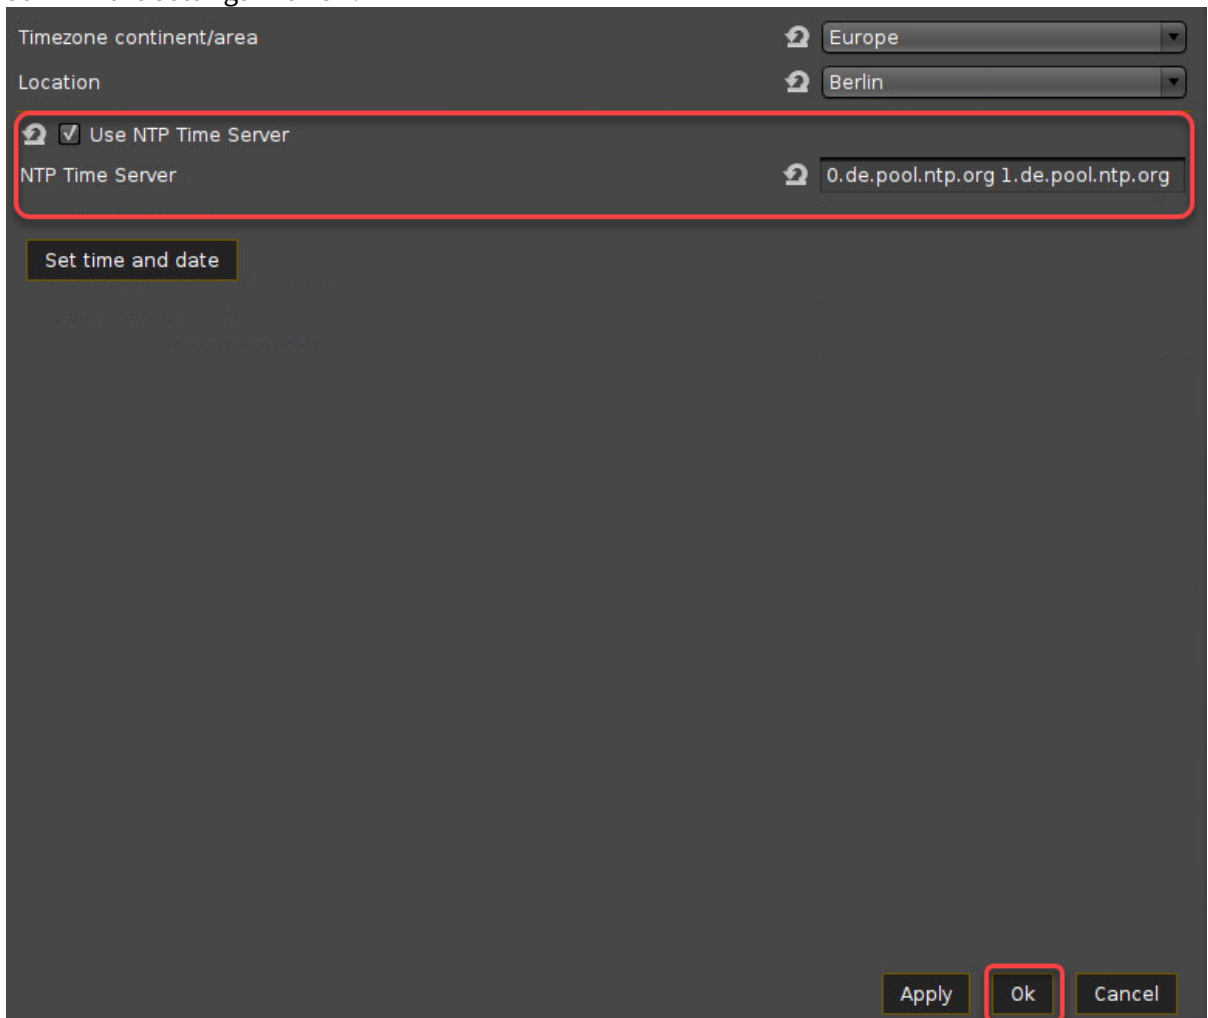 Timezone continent/area Europe
Location Berlin
Use NTP Time Server
NTP Time Server 0.de.pool.ntp.org 1.de.pool.ntp.org
Set time and date
Apply Ok Cancel